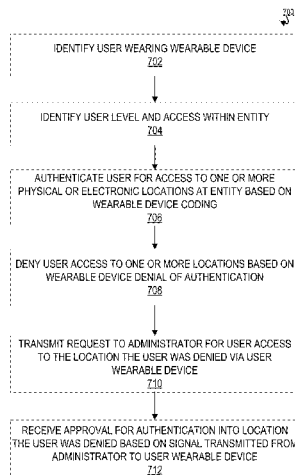 700
IDENTIFY USER WEARING WEARABLE DEVICE
702
IDENTIFY USER LEVEL AND ACCESS WITHIN ENTITY
704
AUTHENTICATE USER FOR ACCESS TO ONE OR MORE
PHYSICAL OR ELECTRONIC LOCATIONS AT ENTITY BASED ON
WEARABLE DEVICE CODING
706
DENY USER ACCESS TO ONE OR MORE LOCATIONS BASED ON
WEARABLE DEVICE DENIAL OF AUTHENTICATION
708
TRANSMIT REQUEST TO ADMINISTRATOR FOR USER ACCESS
TO THE LOCATION THE USER WAS DENIED VIA USER
WEARABLE DEVICE
710
RECEIVE APPROVAL FOR AUTHENTICATION INTO LOCATION
THE USER WAS DENIED BASED ON SIGNAL TRANSMITTED FROM
ADMINISTRATOR TO USER WEARABLE DEVICE
712